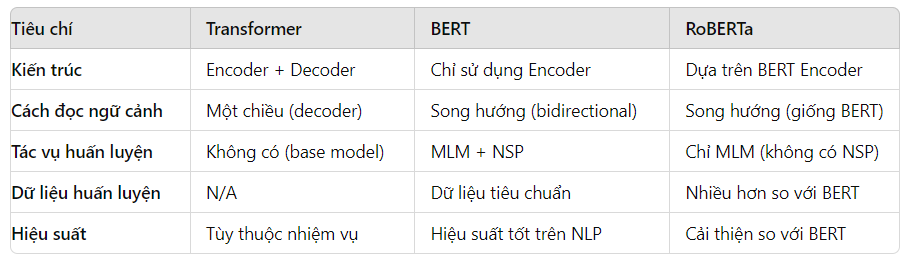 Tiêu chí Transformer BERT RoBERTa
Kiến trúc Encoder + Decoder Chỉ sử dụng Encoder Dựa trên BERT Encoder
Cách đọc ngữ cảnh Một chiều (decoder) Song hướng (bidirectional) Song hướng (giống BERT)
Tác vụ huấn luyện Không có (base model) MLM + NSP Chỉ MLM (không có NSP)
Dữ liệu huấn luyện N/A Dữ liệu tiêu chuẩn Nhiều hơn so với BERT
Hiệu suất Tùy thuộc nhiệm vụ Hiệu suất tốt trên NLP Cải thiện so với BERT